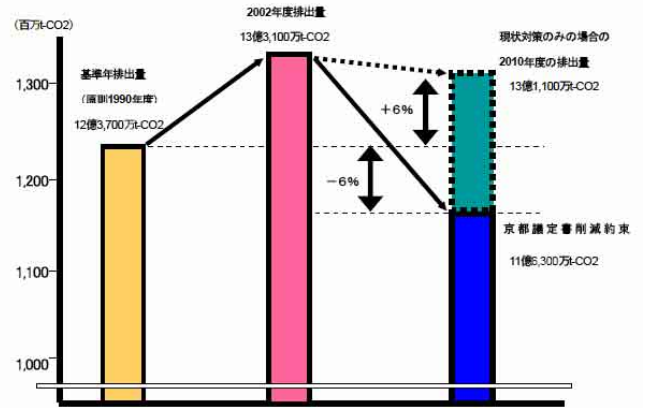 (百万t-CO2)
1,300
1,200
1,100
1,000
基準年排出量
(原則1990年度)
12億3,700万t-CO2
2002年度排出量
13億3,100万t-CO2
現状対策のみの場合の
2010年度の排出量
13億1,100万t-CO2
+6%
-6%
京都議定書削減約束
11億6,300万t-CO2